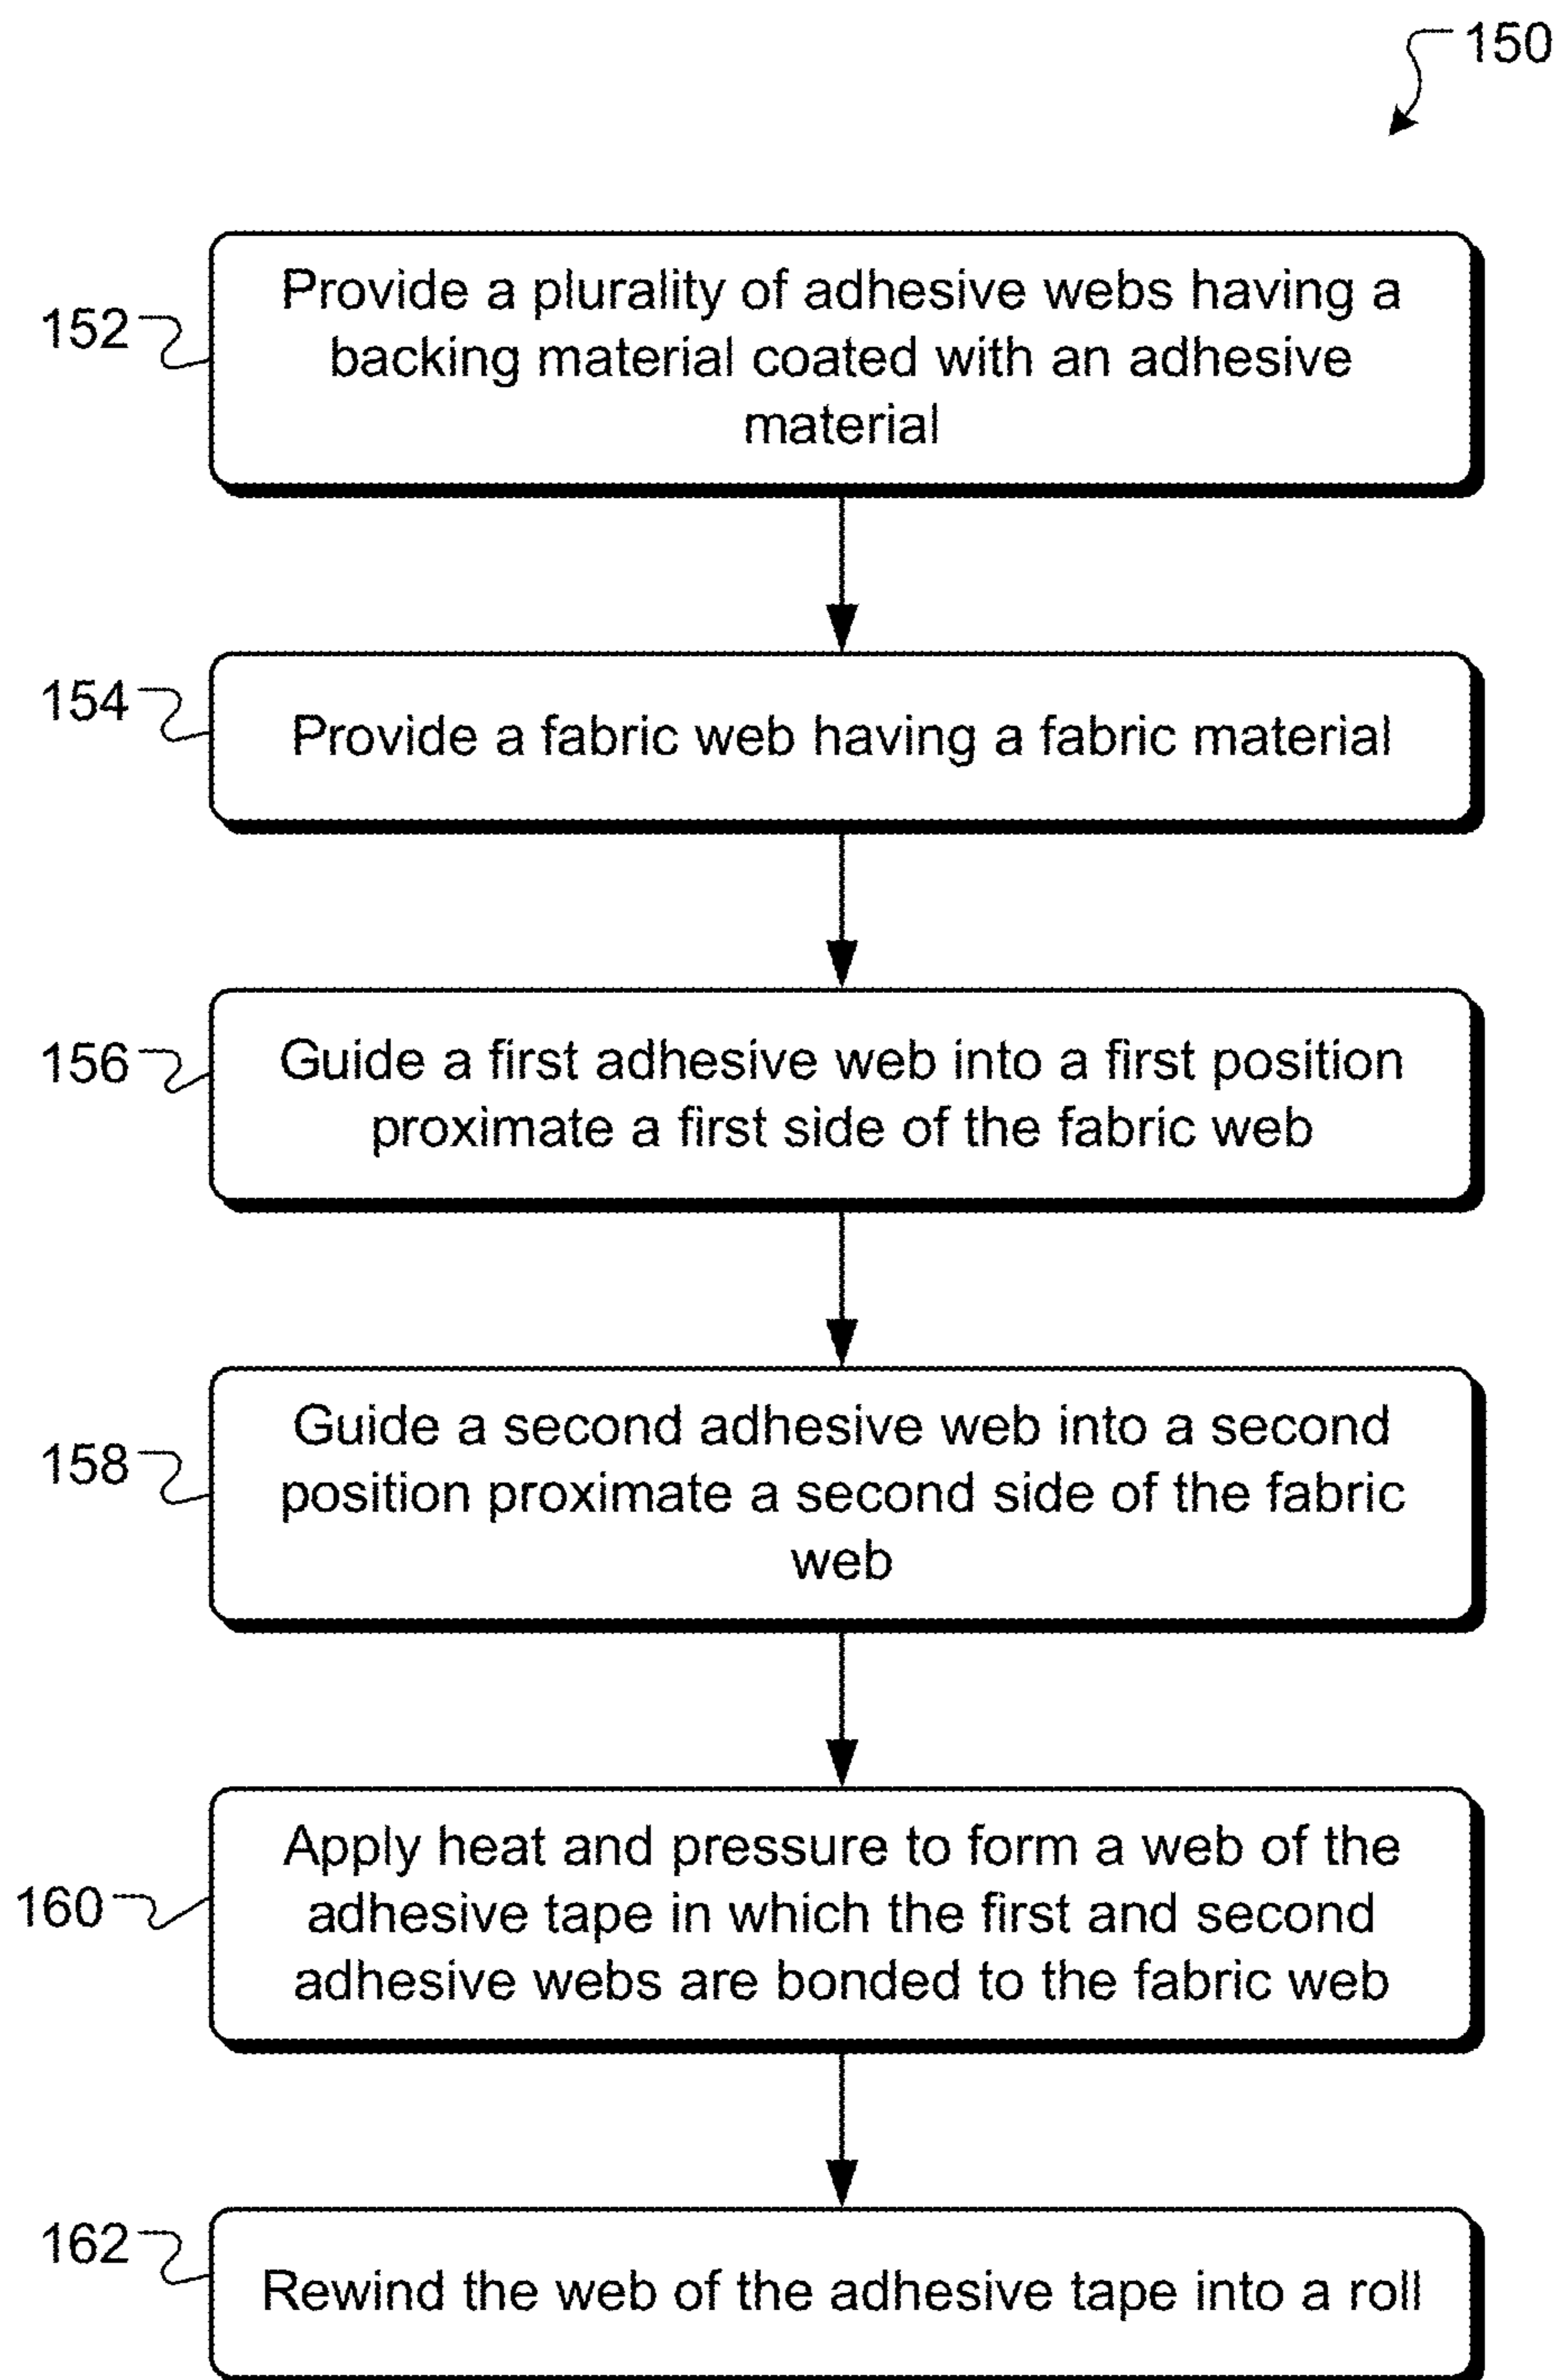 150
152
Provide a plurality of adhesive webs having a
backing material coated with an adhesive
material
154
Provide a fabric web having a fabric material
156
Guide a first adhesive web into a first position
proximate a first side of the fabric web
158
Guide a second adhesive web into a second
position proximate a second side of the fabric
web
160
Apply heat and pressure to form a web of the
adhesive tape in which the first and second
adhesive webs are bonded to the fabric web
162
Rewind the web of the adhesive tape into a roll